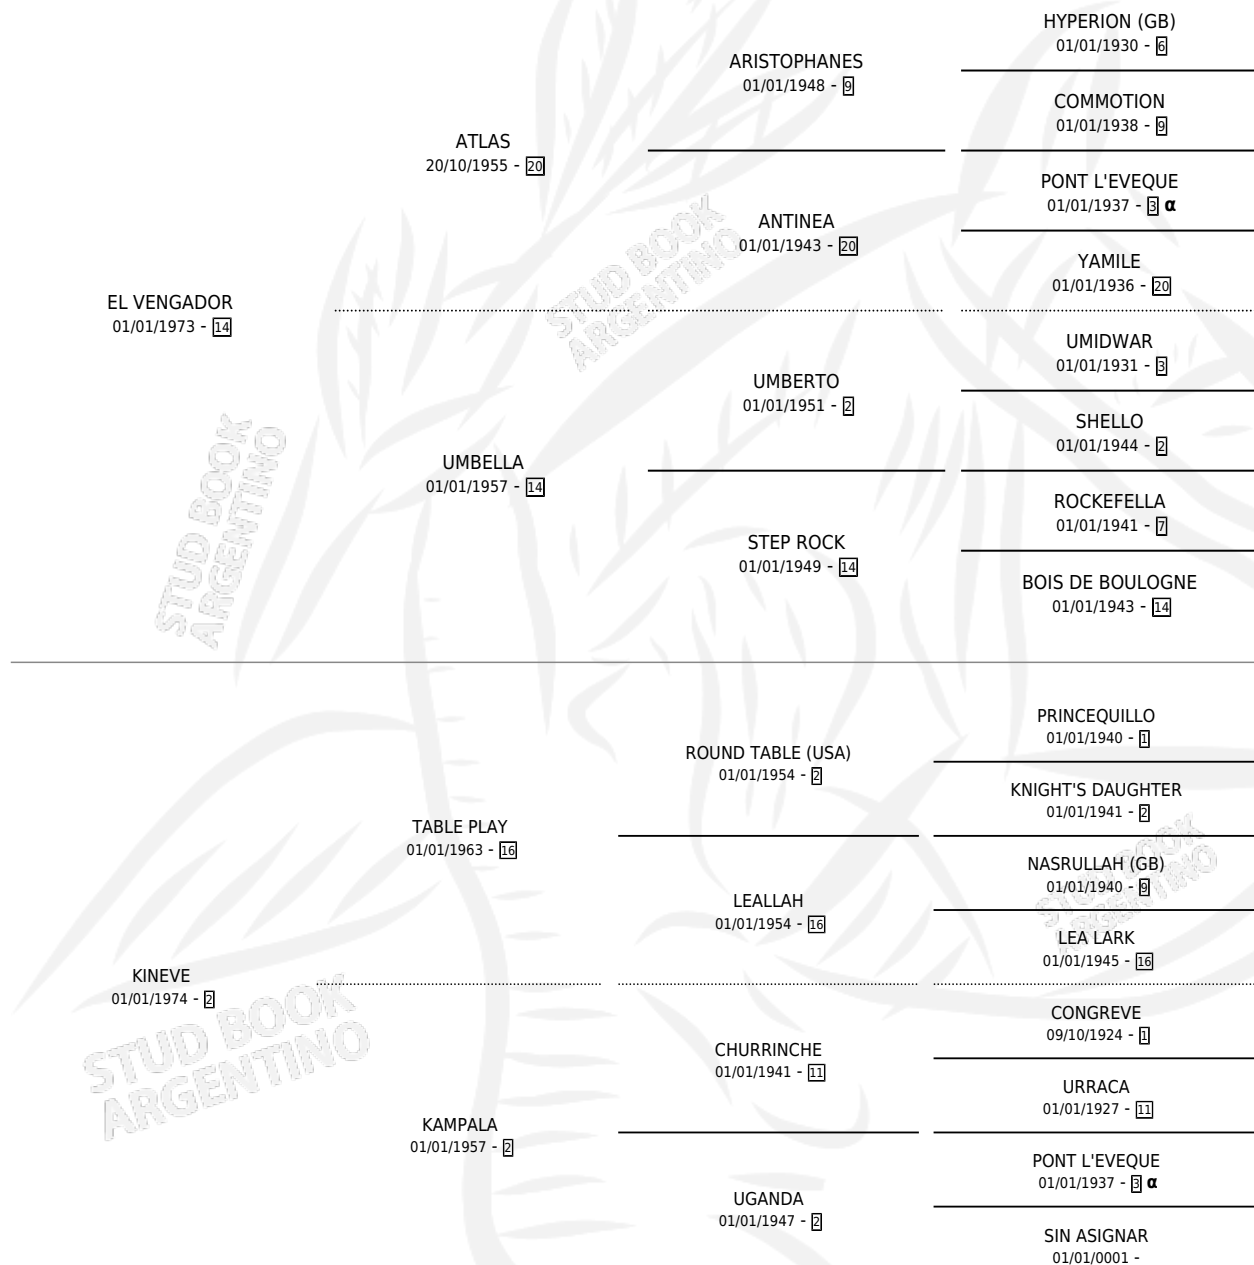 HYPERION (GB)
01/01/1930 - 6
ARISTOPHANES
01/01/1948 - 9
COMMOTION
01/01/1938 - 9
ATLAS
20/10/1955 - 20
PONT L'EVEQUE
01/01/1937 - 3 α
ANTINEA
01/01/1943 - 20
YAMILE
01/01/1936 - 20
EL VENGADOR
01/01/1973 - 14
UMIDWAR
01/01/1931 - 3
UMBERTO
01/01/1951 - 2
SHELLO
01/01/1944 - 2
UMBELLA
01/01/1957 - 14
ROCKEFELLA
01/01/1941 - 7
STEP ROCK
01/01/1949 - 14
BOIS DE BOULOGNE
01/01/1943 - 14
PRINCEQUILLO
01/01/1940 - 1
ROUND TABLE (USA)
01/01/1954 - 2
KNIGHT'S DAUGHTER
01/01/1941 - 2
TABLE PLAY
01/01/1963 - 16
NASRULLAH (GB)
01/01/1940 - 9
LEALLAH
01/01/1954 - 16
LEA LARK
01/01/1945 - 16
KINEVE
01/01/1974 - 2
CONGREVE
09/10/1924 - 1
CHURRINCHE
01/01/1941 - 11
URRACA
01/01/1927 - 11
KAMPALA
01/01/1957 - 2
PONT L'EVEQUE
01/01/1937 - 3 α
UGANDA
01/01/1947 - 2
SIN ASIGNAR
01/01/0001 -
STUD BOOK
ARGENTINO
STUD BOOK
ARGENTINO
STUD BOOK
ARGENTINO
STUD BOOK
ARGENTINO